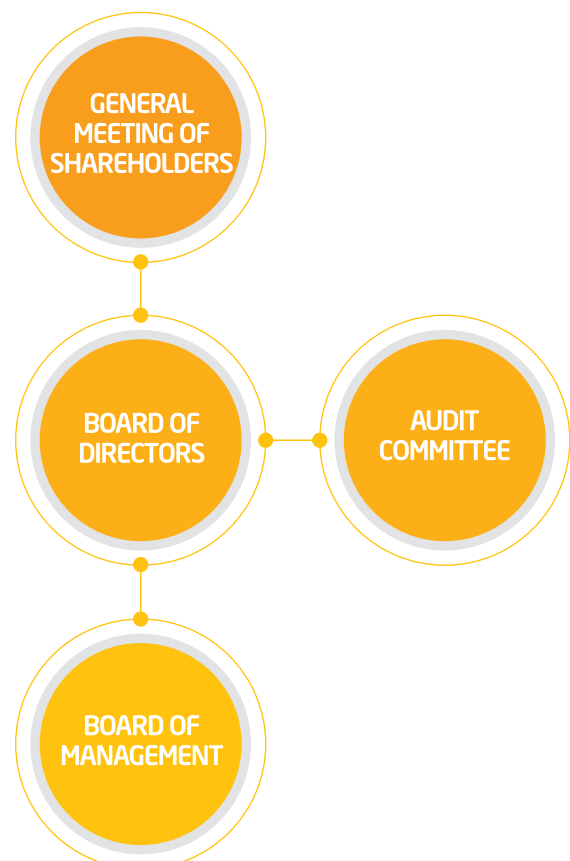 GENERAL
MEETING OF
SHAREHOLDERS
BOARD OF
DIRECTORS
AUDIT
COMMITTEE
BOARD OF
MANAGEMENT